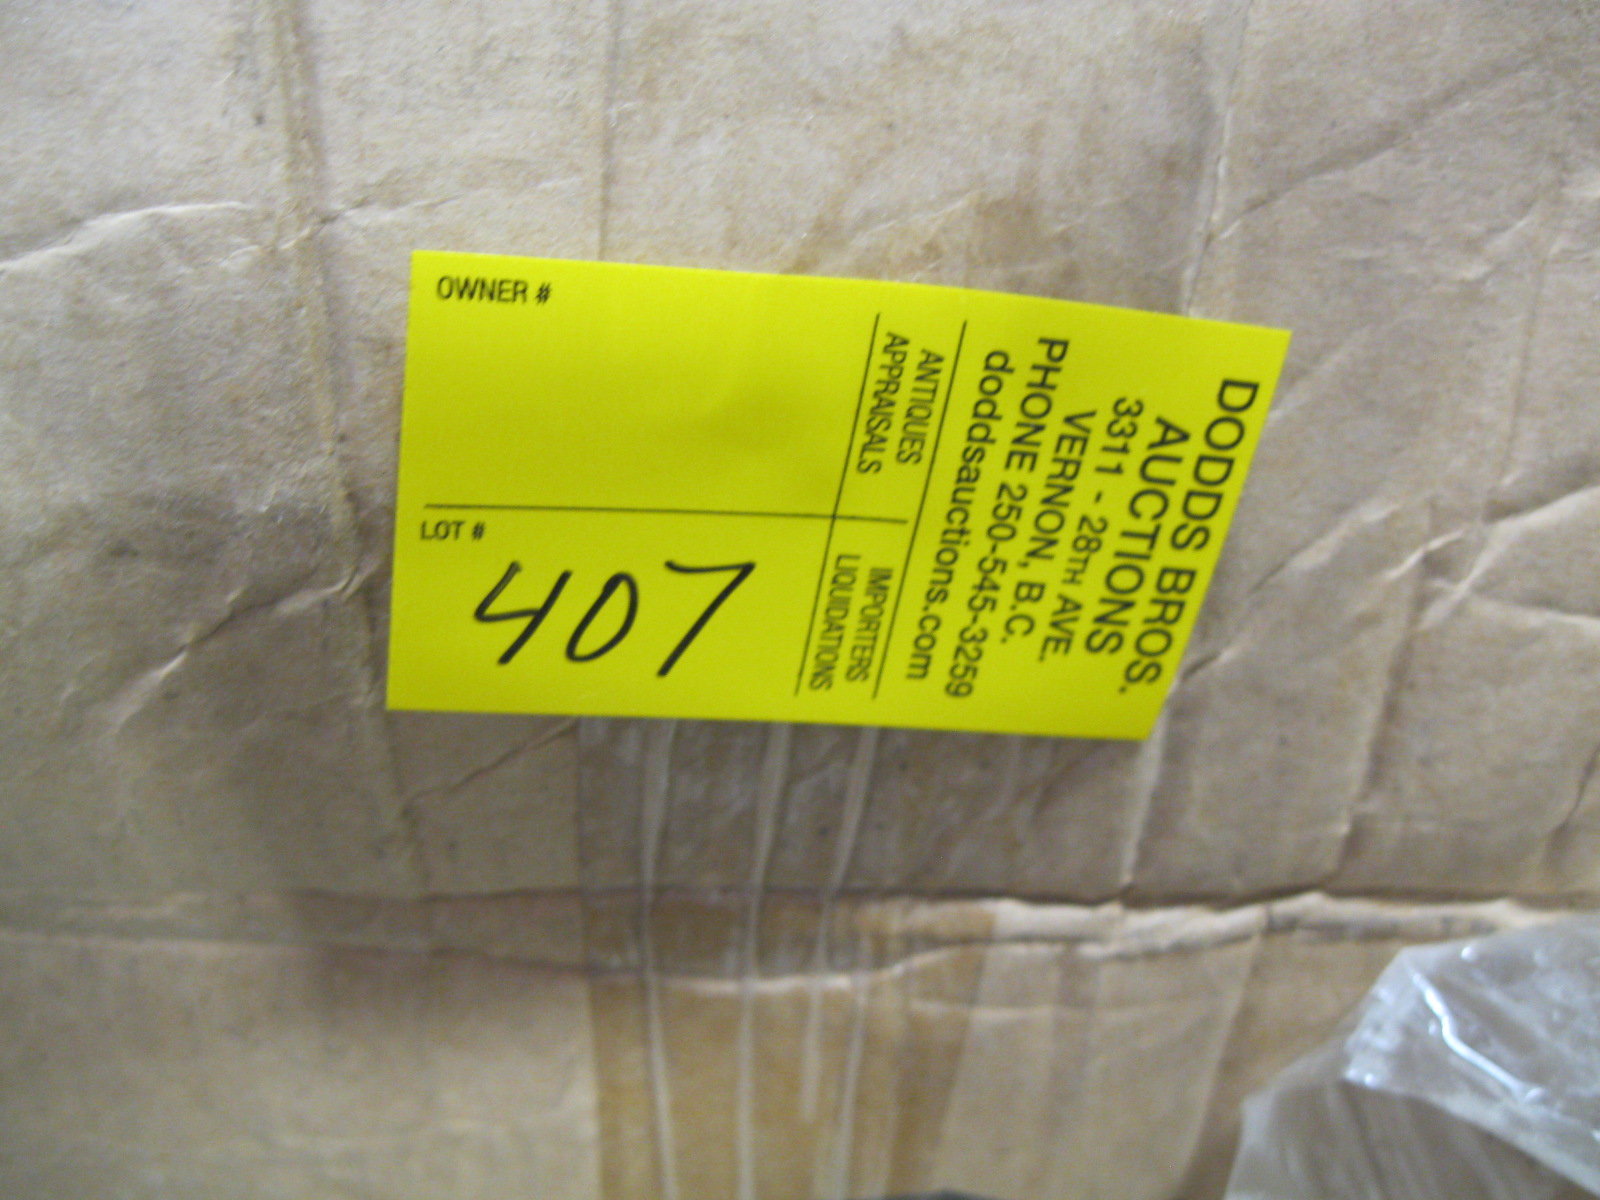 DODDS BROS.
AUCTIONS
3311 - 28TH AVE.
VERNON, B.C.
PHONE 250-545-3259
doddsauctions.com
ANTIQUES
APPRAISALS
IMPORTERS
LIQUIDATIONS
OWNER #
LOT #
407